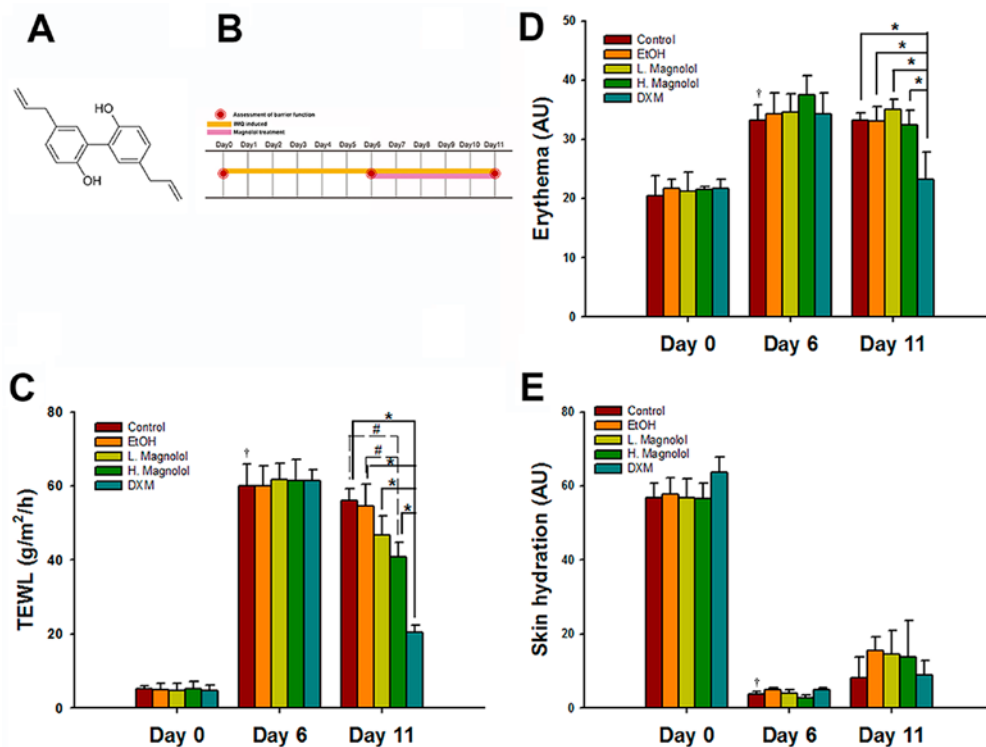 A
HO
OH
B
Assessment of barrier function
IMQ induced
Magnolol treatment
Day0 Day1 Day2 Day3 Day4 Day5 Day6 Day7 Day8 Day9 Day10 Day11
D
Erythema (AU)
50
40
30
20
10
0
Control
EtOH
L. Magnolol
H. Magnolol
DXM
†
*
*
*
*
Day 0 Day 6 Day 11
C
TEWL (g/m²/h)
80
60
40
20
0
Control
EtOH
L. Magnolol
H. Magnolol
DXM
†
*
#
#
*
*
*
Day 0 Day 6 Day 11
E
Skin hydration (AU)
80
60
40
20
0
Control
EtOH
L. Magnolol
H. Magnolol
DXM
†
Day 0 Day 6 Day 11